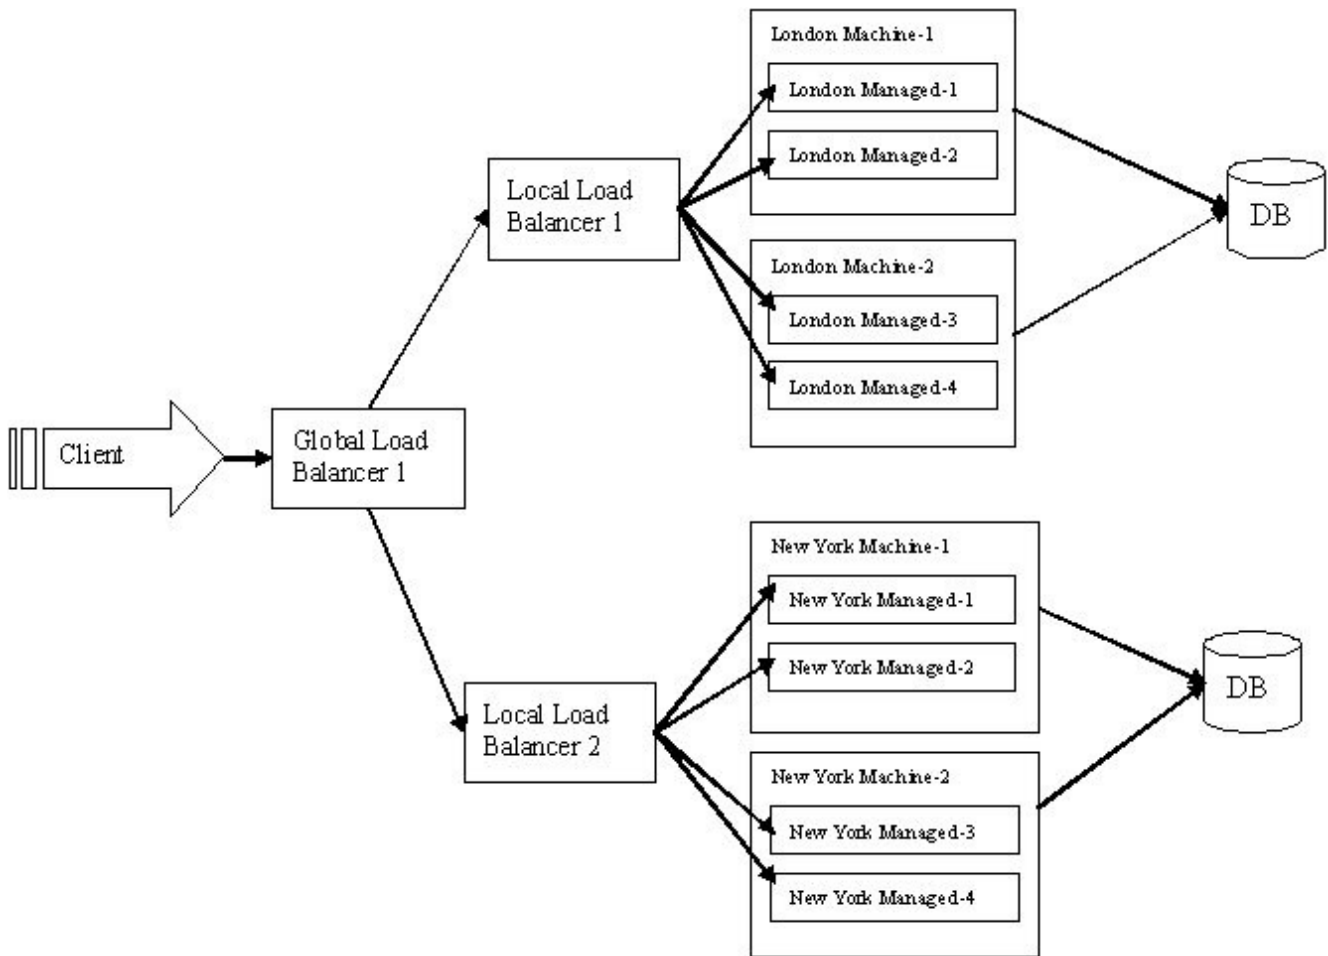 London Machine-1
London Managed-1
London Managed-2
Local Load
Balancer 1
DB
London Machine-2
London Managed-3
London Managed-4
Client
Global Load
Balancer 1
New York Machine-1
New York Managed-1
New York Managed-2
Local Load
Balancer 2
DB
New York Machine-2
New York Managed-3
New York Managed-4